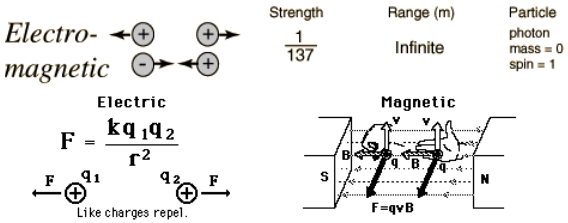 Strength Range (m) Particle
Electro-
magnetic
+ +
- +
1
137
Infinite
photon
mass = 0
spin = 1
Electric
F = kq1q2
r2
F q1 q2 F
+ +
Like charges repel.
Magnetic
v v
B q B q
S N
F=qvB